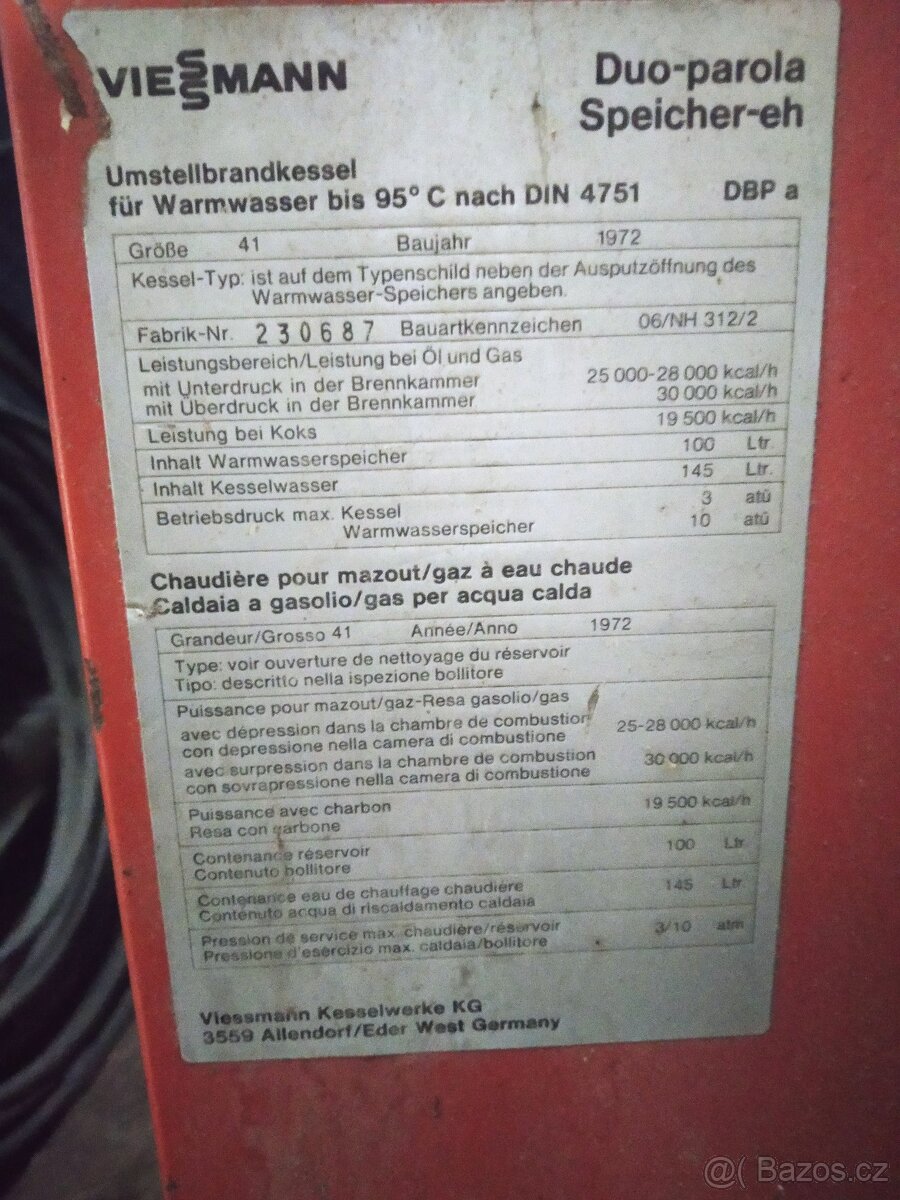 VIESSMANN
Duo-parola
Speicher-eh
Umstellbrandkessel
für Warmwasser bis 95° C nach DIN 4751 DBP a
Größe 41 Baujahr 1972
Kessel-Typ: ist auf dem Typenschild neben der Ausputzöffnung des
Warmwasser-Speichers angeben.
Fabrik-Nr. 230687 Bauartkennzeichen 06/NH 312/2
Leistungsbereich/Leistung bei Öl und Gas
mit Unterdruck in der Brennkammer 25 000-28 000 kcal/h
mit Überdruck in der Brennkammer 30 000 kcal/h
Leistung bei Koks 19 500 kcal/h
Inhalt Warmwasserspeicher 100 Ltr.
Inhalt Kesselwasser 145 Ltr.
Betriebsdruck max. Kessel 3 atü
Warmwasserspeicher 10 atü
Chaudière pour mazout/gaz à eau chaude
Caldaia a gasolio/gas per acqua calda
Grandeur/Grosso 41 Année/Anno 1972
Type: voir ouverture de nettoyage du réservoir
Tipo: descritto nella ispezione bollitore
Puissance pour mazout/gaz-Resa gasolio/gas
avec dépression dans la chambre de combustion 25-28 000 kcal/h
con depressione nella camera di combustione
avec surpression dans la chambre de combustion 30 000 kcal/h
con sovrapressione nella camera di combustione
Puissance avec charbon 19 500 kcal/h
Resa con carbone
Contenance réservoir 100 Ltr
Contenuto bollitore
Contenance eau de chauffage chaudière 145 Ltr
Contenuto acqua di riscaldamento caldaia
Pression de service max. chaudière/réservoir 3/10 atm
Pressione d'esercizio max. caldaia/bollitore
Viessmann Kesselwerke KG
3559 Allendorf/Eder West Germany
@( Bazos.cz